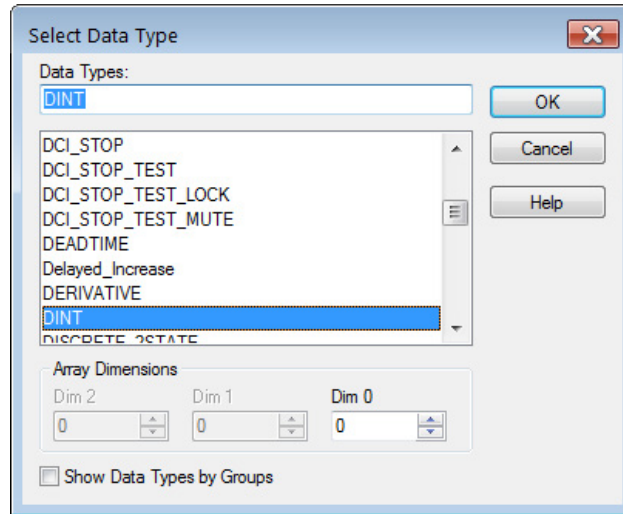 Select Data Type
Data Types:
DINT
OK
DCI_STOP
DCI_STOP_TEST
DCI_STOP_TEST_LOCK
DCI_STOP_TEST_MUTE
DEADTIME
Delayed_Increase
DERIVATIVE
DINT
DISCRETE_2STATE
Cancel
Help
Array Dimensions
Dim 2 Dim 1 Dim 0
0 0 0
Show Data Types by Groups